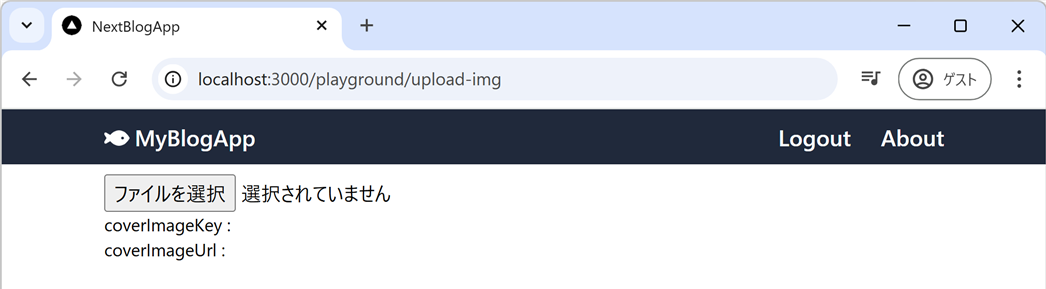 NextBlogApp
localhost:3000/playground/upload-img
ゲスト
MyBlogApp
Logout About
ファイルを選択 選択されていません
coverImageKey :
coverImageUrl :